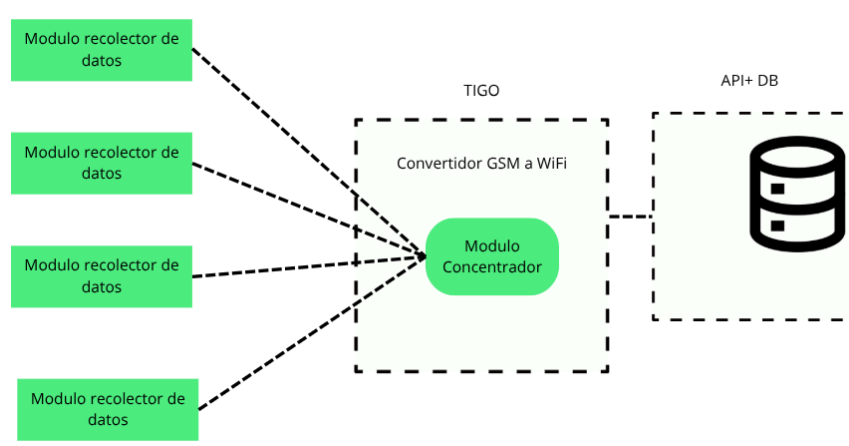 Modulo recolector de
datos
Modulo recolector de
datos
Modulo recolector de
datos
Modulo recolector de
datos
TIGO
Convertidor GSM a WiFi
Modulo
Concentrador
API+ DB